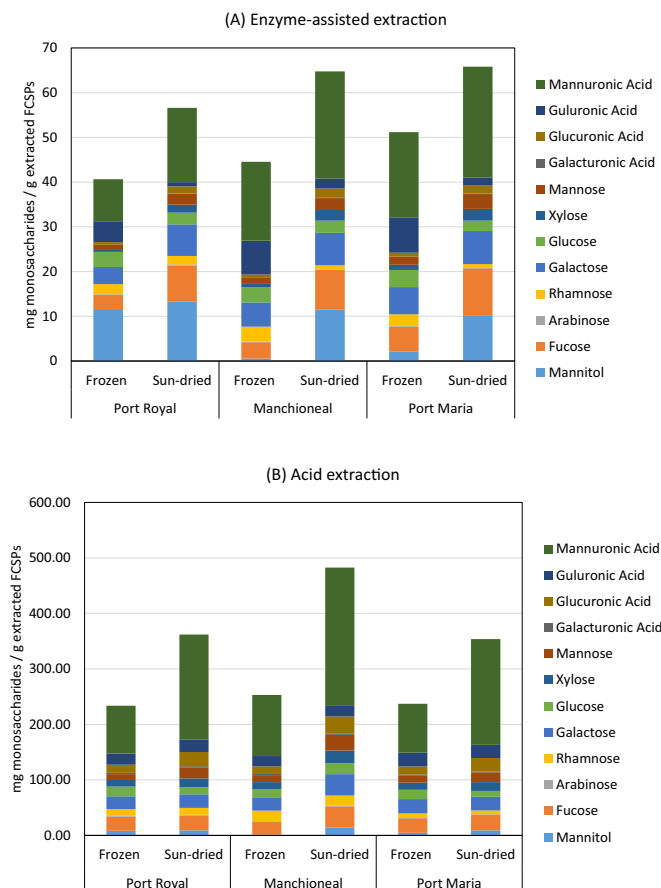 (A) Enzyme-assisted extraction
mg monosaccharides / g extracted FCSPs
70
60
50
40
30
20
10
0
Frozen Sun-dried Frozen Sun-dried Frozen Sun-dried
Port Royal Manchioneal Port Maria
Mannuronic Acid
Guluronic Acid
Glucuronic Acid
Galacturonic Acid
Mannose
Xylose
Glucose
Galactose
Rhamnose
Arabinose
Fucose
Mannitol
(B) Acid extraction
mg monosaccharides / g extracted FCSPs
600.00
500.00
400.00
300.00
200.00
100.00
0.00
Frozen Sun-dried Frozen Sun-dried Frozen Sun-dried
Port Royal Manchioneal Port Maria
Mannuronic Acid
Guluronic Acid
Glucuronic Acid
Galacturonic Acid
Mannose
Xylose
Glucose
Galactose
Rhamnose
Arabinose
Fucose
Mannitol